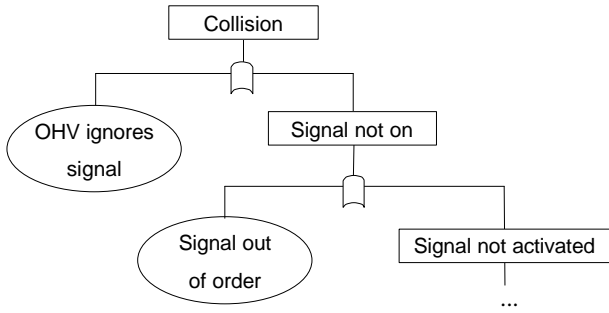 Collision
OHV ignores
signal
Signal not on
Signal out
of order
Signal not activated
...